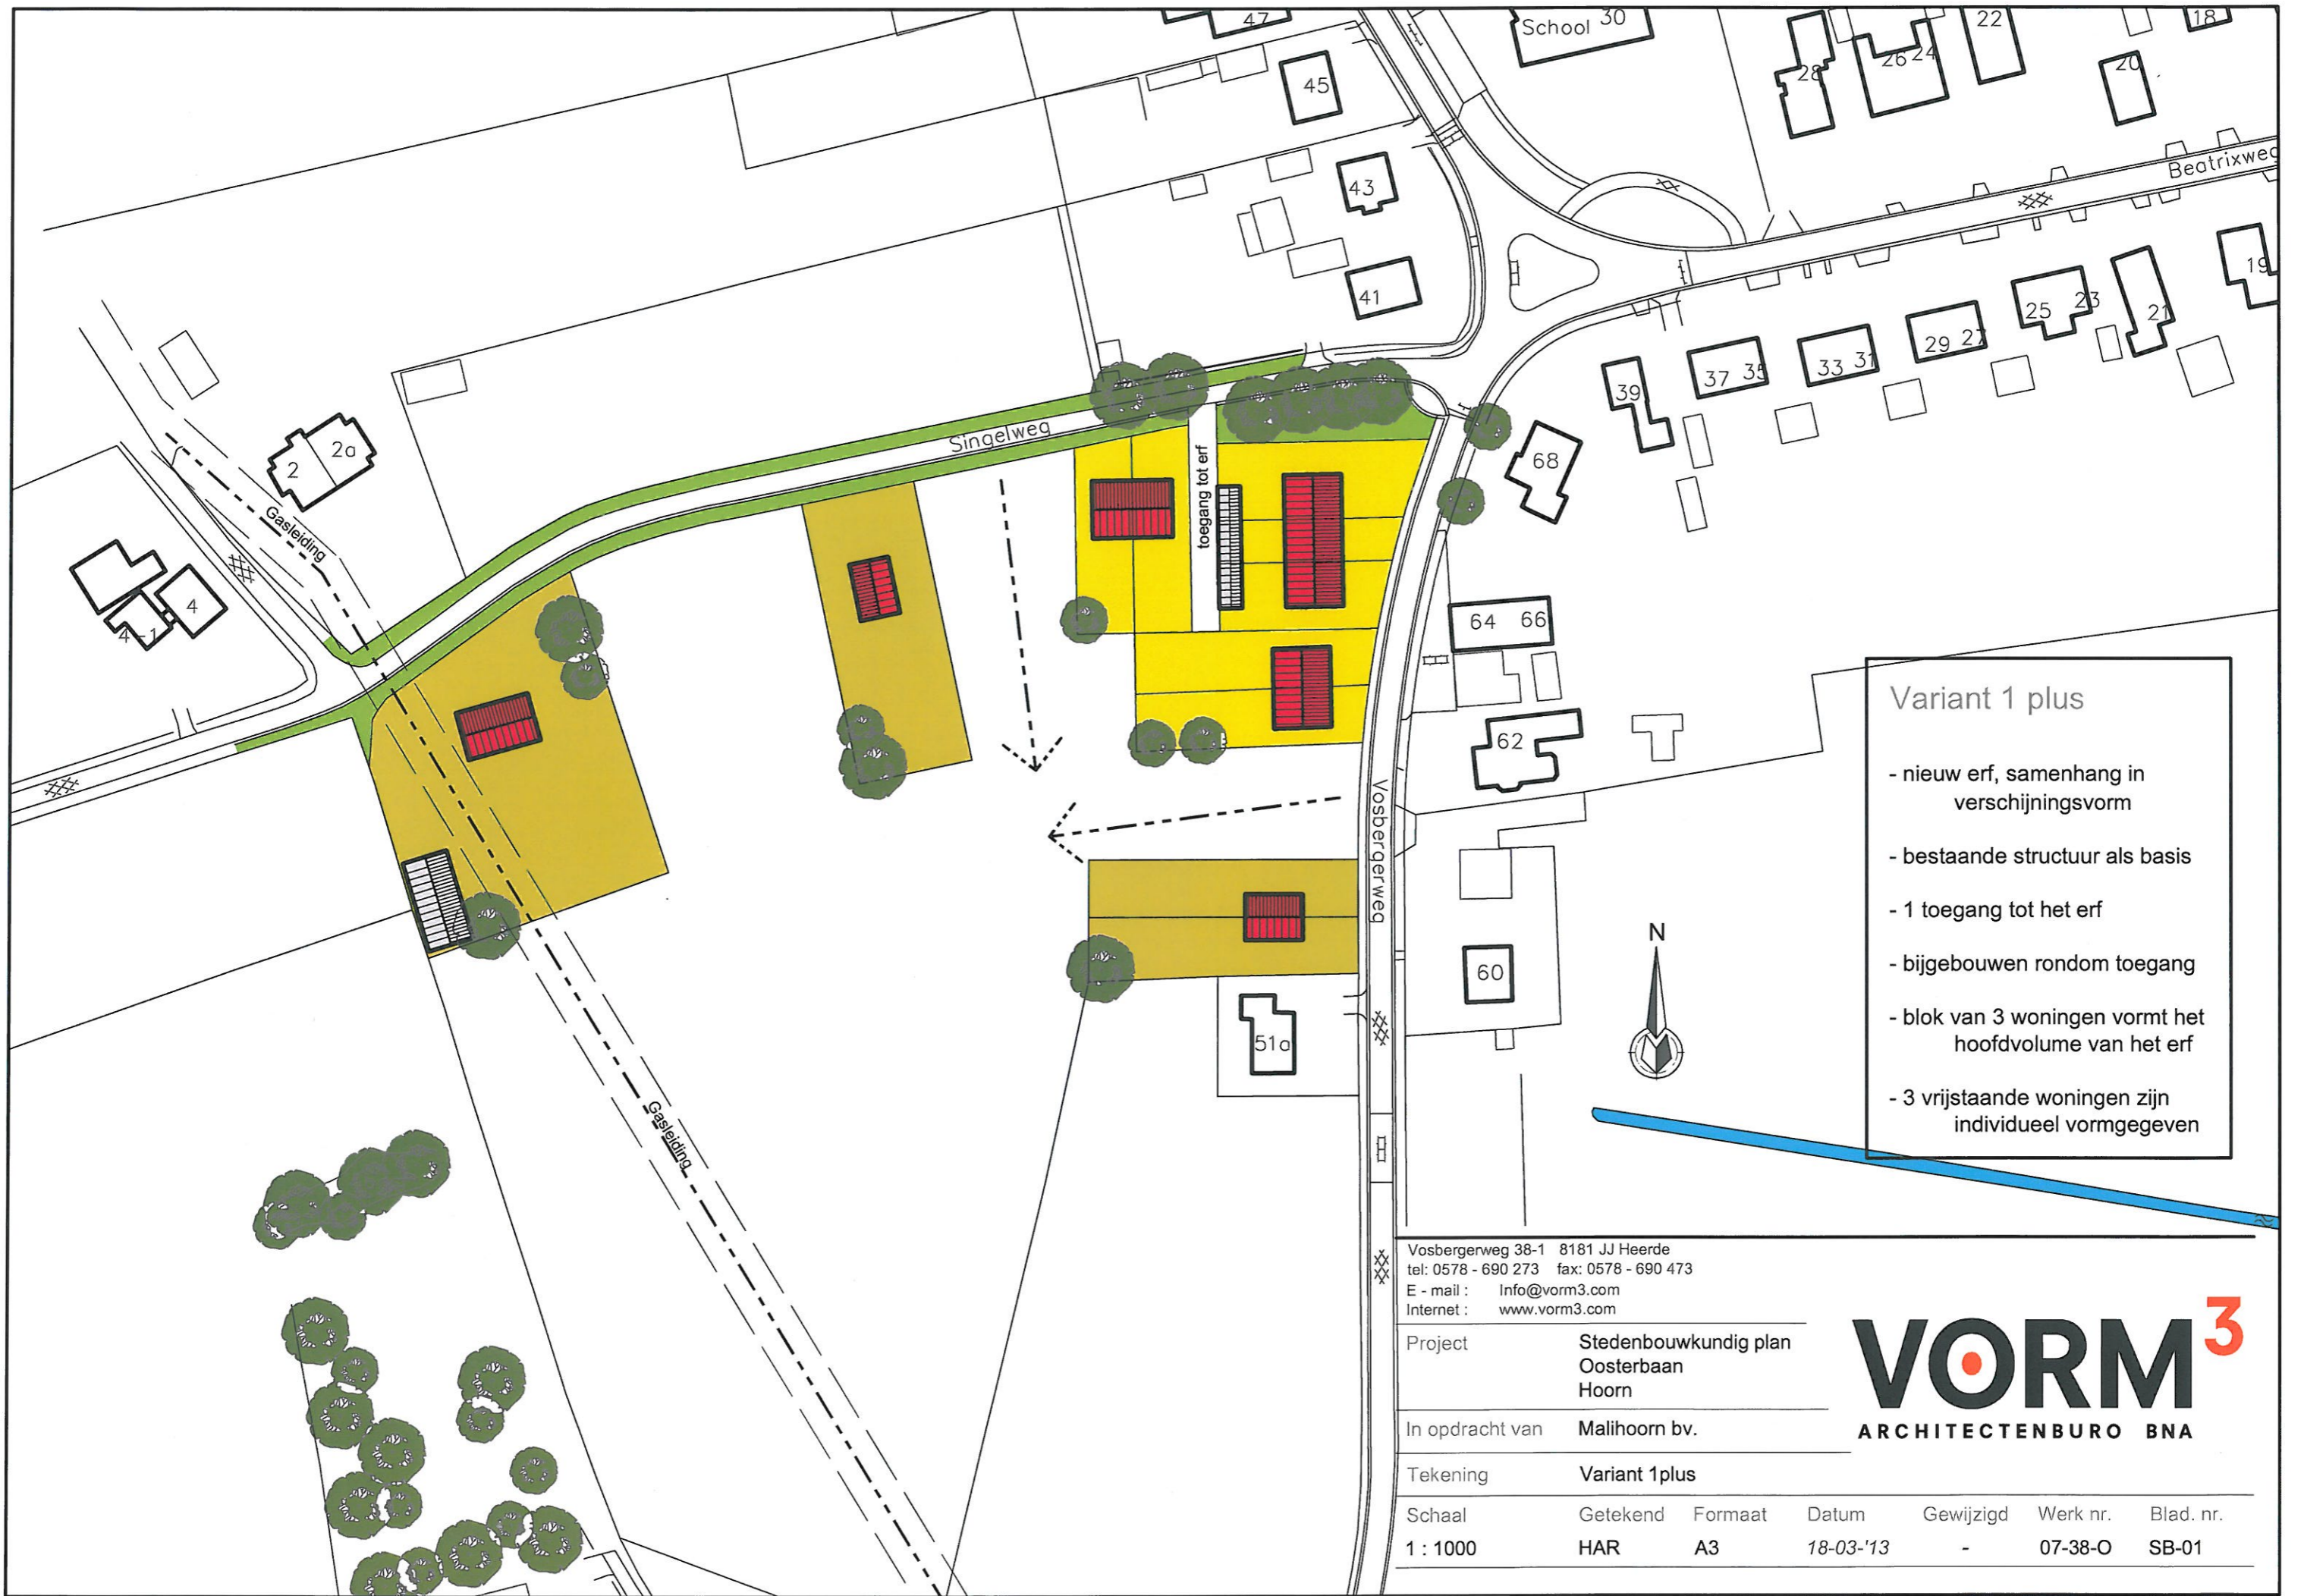 47
School 30
22
18
45
28
26 24
20
43
Beatrixweg
41
19
25 23
21
29 27
33 31
37 35
39
Singelweg
2 2a
toegang tot erf
68
Gasleiding
4
4-1
64 66
62
Vosbergerweg
60
51a
N
Gasleiding
Variant 1 plus
- nieuw erf, samenhang in
verschijningsvorm
- bestaande structuur als basis
- 1 toegang tot het erf
- bijgebouwen rondom toegang
- blok van 3 woningen vormt het
hoofdvolume van het erf
- 3 vrijstaande woningen zijn
individueel vormgegeven
Vosbergerweg 38-1 8181 JJ Heerde
tel: 0578 - 690 273 fax: 0578 - 690 473
E - mail : Info@vorm3.com
Internet : www.vorm3.com
Project Stedenbouwkundig plan
Oosterbaan
Hoorn
In opdracht van Malihoorn bv.
Tekening Variant 1plus
VORM3
ARCHITECTENBURO BNA
Schaal Getekend Formaat Datum Gewijzigd Werk nr. Blad. nr.
1 : 1000 HAR A3 18-03-'13 - 07-38-O SB-01